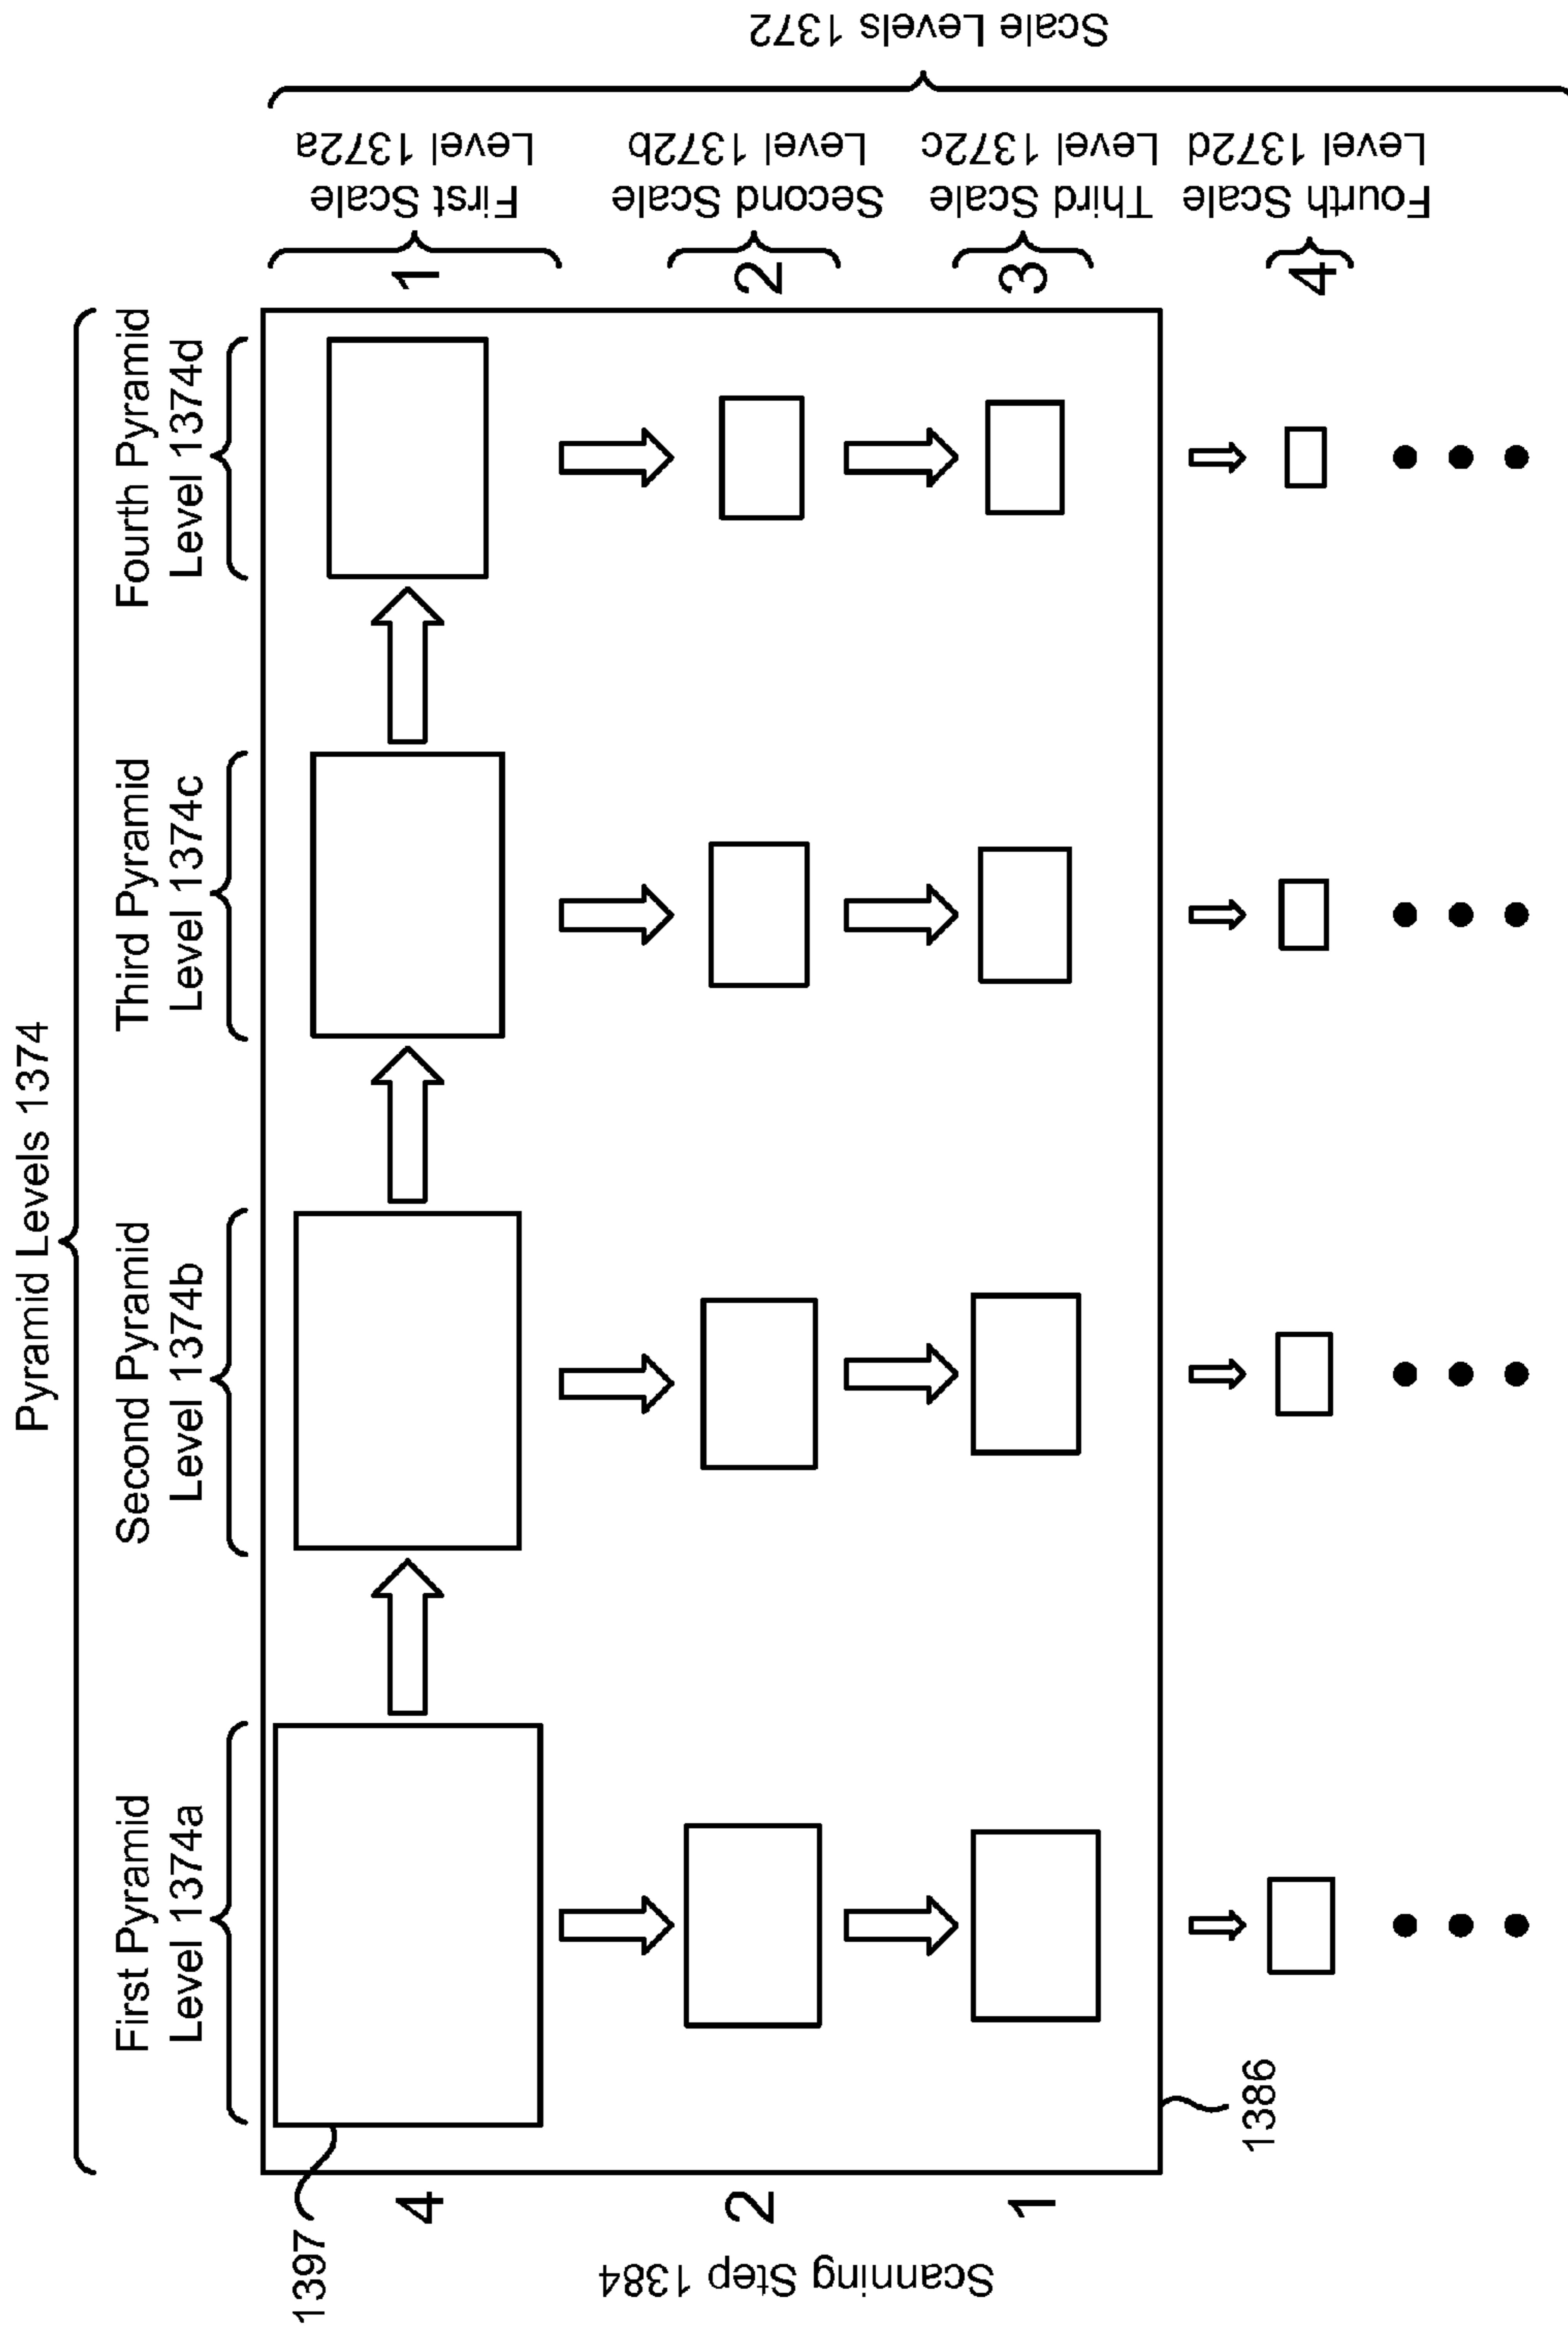 Pyramid Levels 1374
First Pyramid
Level 1374a
Second Pyramid
Level 1374b
Third Pyramid
Level 1374c
Fourth Pyramid
Level 1374d
1397
Scanning Step 1384
4
2
1
1386
1
2
3
4
First Scale
Level 1372a
Second Scale
Level 1372b
Third Scale
Level 1372c
Fourth Scale
Level 1372d
Scale Levels 1372